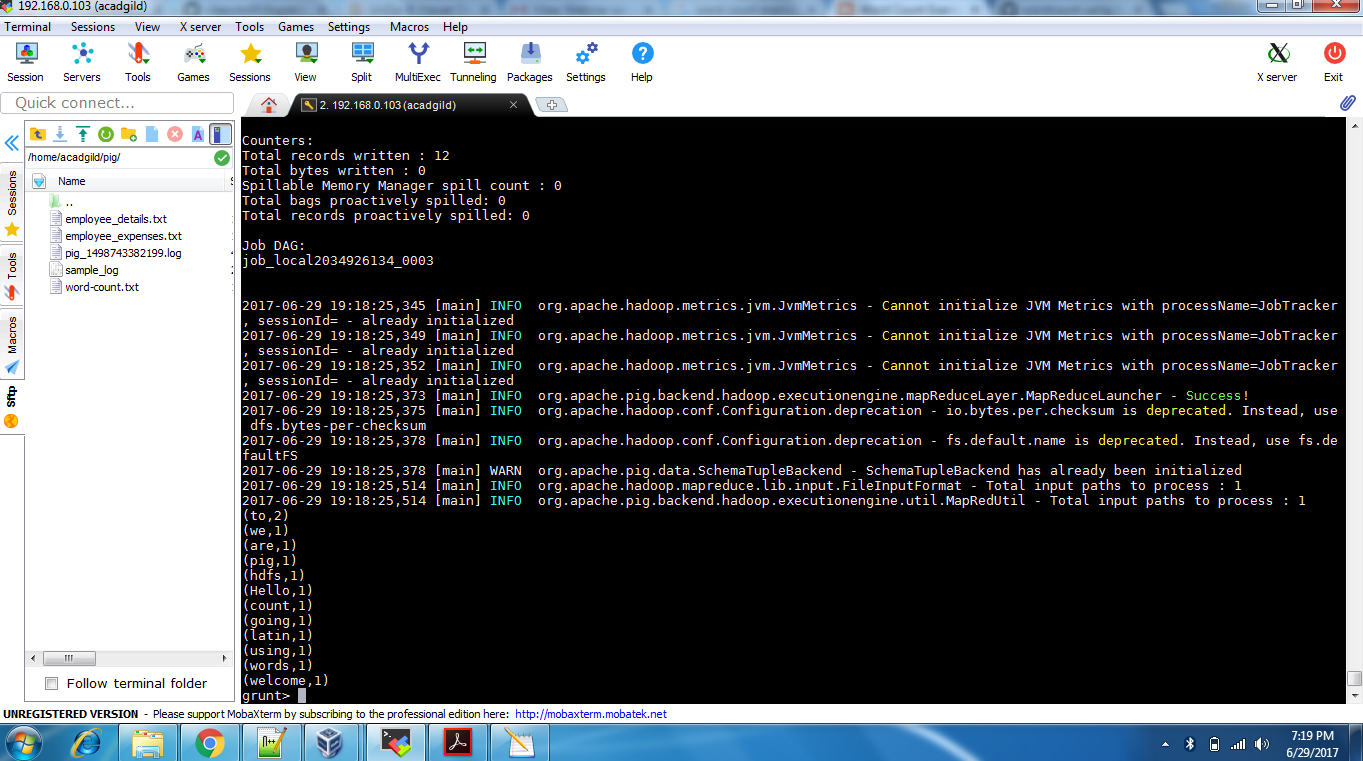 192.168.0.103 (acadgild)
Terminal Sessions View X server Tools Games Settings Macros Help
Session Servers Tools Games Sessions View Split MultiExec Tunneling Packages Settings Help X server Exit
Quick connect...
2. 192.168.0.103 (acadgild)
/home/acadgild/pig/
Name
..
employee_details.txt
employee_expenses.txt
pig_1498743382199.log
sample_log
word-count.txt
Sessions
Tools
Macros
Sftp
Follow terminal folder
Counters:
Total records written : 12
Total bytes written : 0
Spillable Memory Manager spill count : 0
Total bags proactively spilled: 0
Total records proactively spilled: 0
Job DAG:
job_local2034926134_0003
2017-06-29 19:18:25,345 [main] INFO  org.apache.hadoop.metrics.jvm.JvmMetrics - Cannot initialize JVM Metrics with processName=JobTracker
, sessionId= - already initialized
2017-06-29 19:18:25,349 [main] INFO  org.apache.hadoop.metrics.jvm.JvmMetrics - Cannot initialize JVM Metrics with processName=JobTracker
, sessionId= - already initialized
2017-06-29 19:18:25,352 [main] INFO  org.apache.hadoop.metrics.jvm.JvmMetrics - Cannot initialize JVM Metrics with processName=JobTracker
, sessionId= - already initialized
2017-06-29 19:18:25,373 [main] INFO  org.apache.pig.backend.hadoop.executionengine.mapReduceLayer.MapReduceLauncher - Success!
2017-06-29 19:18:25,375 [main] INFO  org.apache.hadoop.conf.Configuration.deprecation - io.bytes.per.checksum is deprecated. Instead, use
dfs.bytes-per-checksum
2017-06-29 19:18:25,378 [main] INFO  org.apache.hadoop.conf.Configuration.deprecation - fs.default.name is deprecated. Instead, use fs.de
faultFS
2017-06-29 19:18:25,378 [main] WARN  org.apache.pig.data.SchemaTupleBackend - SchemaTupleBackend has already been initialized
2017-06-29 19:18:25,514 [main] INFO  org.apache.hadoop.mapreduce.lib.input.FileInputFormat - Total input paths to process : 1
2017-06-29 19:18:25,514 [main] INFO  org.apache.pig.backend.hadoop.executionengine.util.MapRedUtil - Total input paths to process : 1
(to,2)
(we,1)
(are,1)
(pig,1)
(hdfs,1)
(Hello,1)
(count,1)
(going,1)
(latin,1)
(using,1)
(words,1)
(welcome,1)
grunt>
UNREGISTERED VERSION - Please support MobaXterm by subscribing to the professional edition here: http://mobaxterm.mobatek.net
7:19 PM
6/29/2017